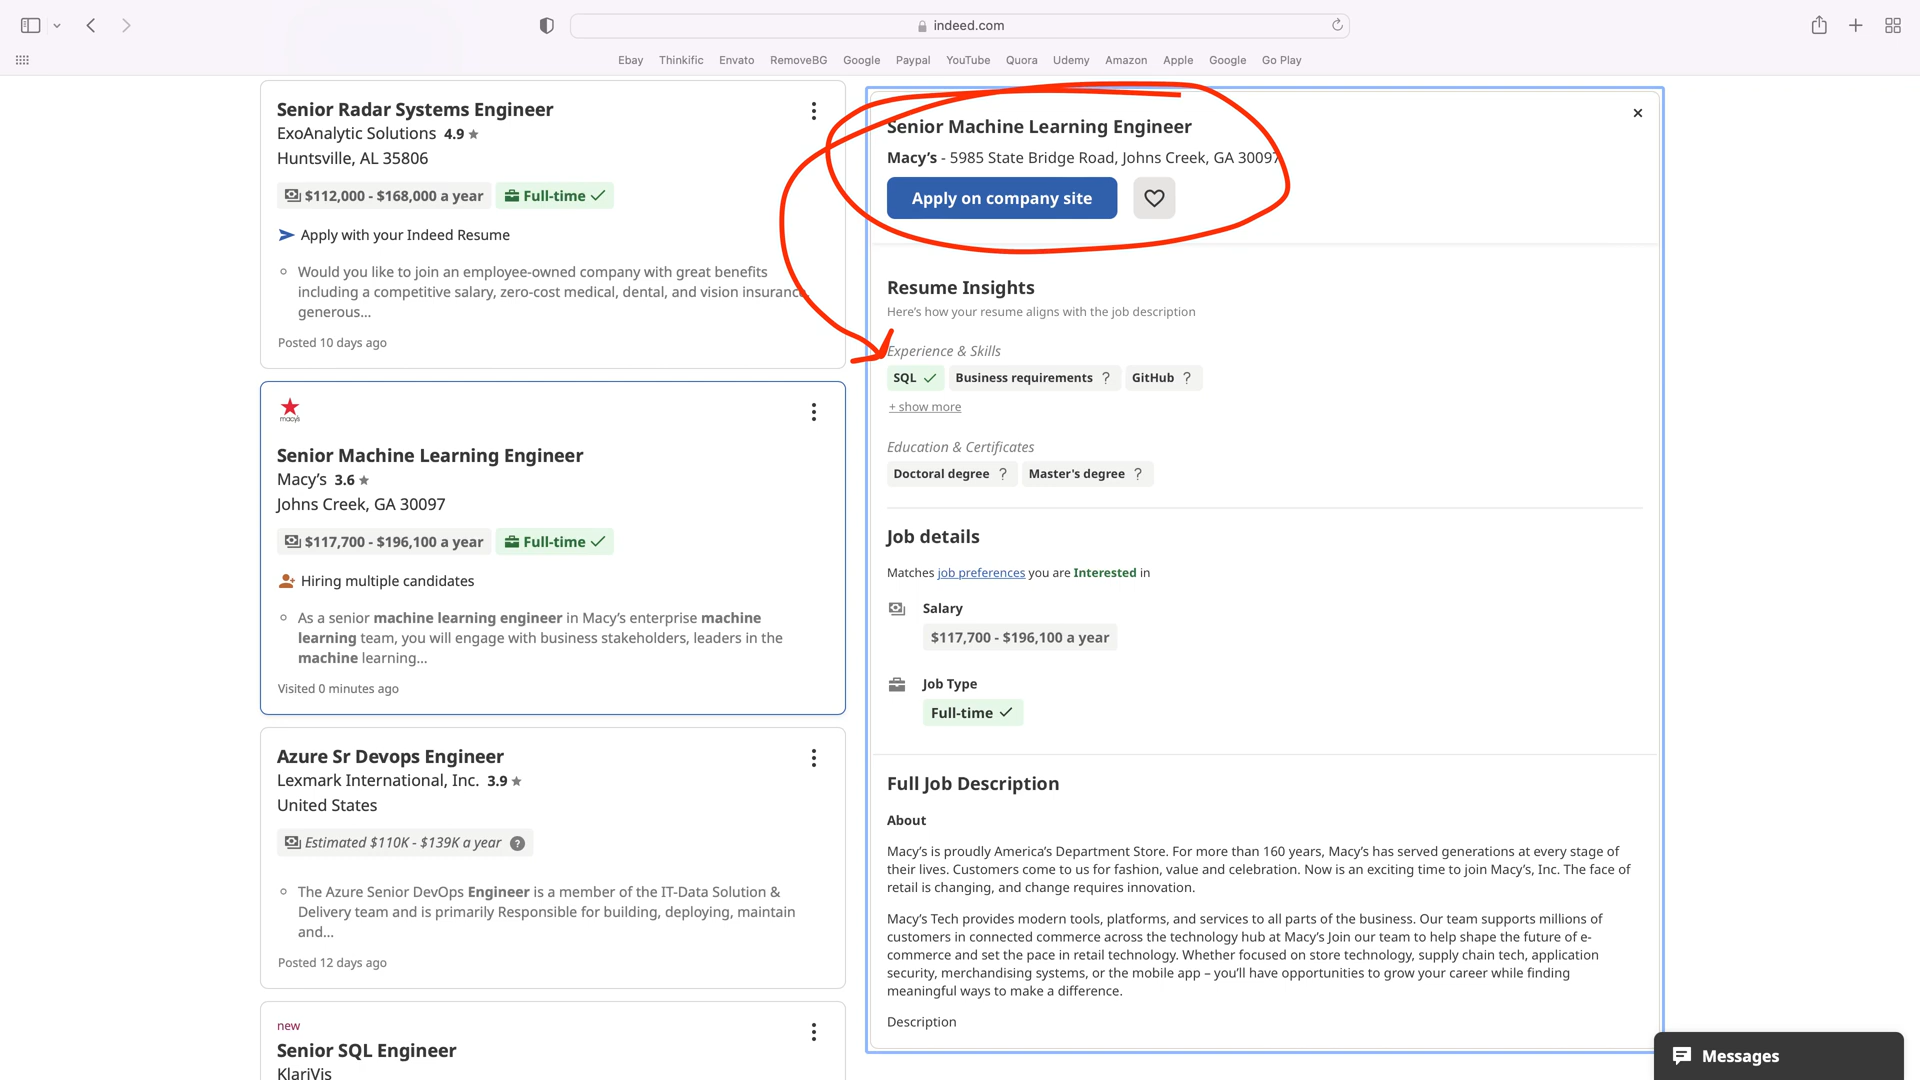 indeed.com
Ebay Thinkific Envato RemoveBG Google Paypal YouTube Quora Udemy Amazon Apple Google Go Play
Senior Radar Systems Engineer
ExoAnalytic Solutions 4.9
Huntsville, AL 35806
$112,000 - $168,000 a year Full-time
Apply with your Indeed Resume
Would you like to join an employee-owned company with great benefits
including a competitive salary, zero-cost medical, dental, and vision insurance,
generous...
Posted 10 days ago
macy's
Senior Machine Learning Engineer
Macy’s 3.6
Johns Creek, GA 30097
$117,700 - $196,100 a year Full-time
Hiring multiple candidates
As a senior machine learning engineer in Macy’s enterprise machine
learning team, you will engage with business stakeholders, leaders in the
machine learning...
Visited 0 minutes ago
Azure Sr Devops Engineer
Lexmark International, Inc. 3.9
United States
Estimated $110K - $139K a year ?
The Azure Senior DevOps Engineer is a member of the IT-Data Solution &
Delivery team and is primarily Responsible for building, deploying, maintain
and...
Posted 12 days ago
new
Senior SQL Engineer
KlariVis
Senior Machine Learning Engineer
Macy’s - 5985 State Bridge Road, Johns Creek, GA 30097
Apply on company site
Resume Insights
Here’s how your resume aligns with the job description
Experience & Skills
SQL Business requirements ? GitHub ?
+ show more
Education & Certificates
Doctoral degree ? Master's degree ?
Job details
Matches job preferences you are Interested in
Salary
$117,700 - $196,100 a year
Job Type
Full-time
Full Job Description
About
Macy’s is proudly America’s Department Store. For more than 160 years, Macy’s has served generations at every stage of
their lives. Customers come to us for fashion, value and celebration. Now is an exciting time to join Macy’s, Inc. The face of
retail is changing, and change requires innovation.
Macy’s Tech provides modern tools, platforms, and services to all parts of the business. Our team supports millions of
customers in connected commerce across the technology hub at Macy’s Join our team to help shape the future of e-
commerce and set the pace in retail technology. Whether focused on store technology, supply chain tech, application
security, merchandising systems, or the mobile app – you’ll have opportunities to grow your career while finding
meaningful ways to make a difference.
Description
Messages